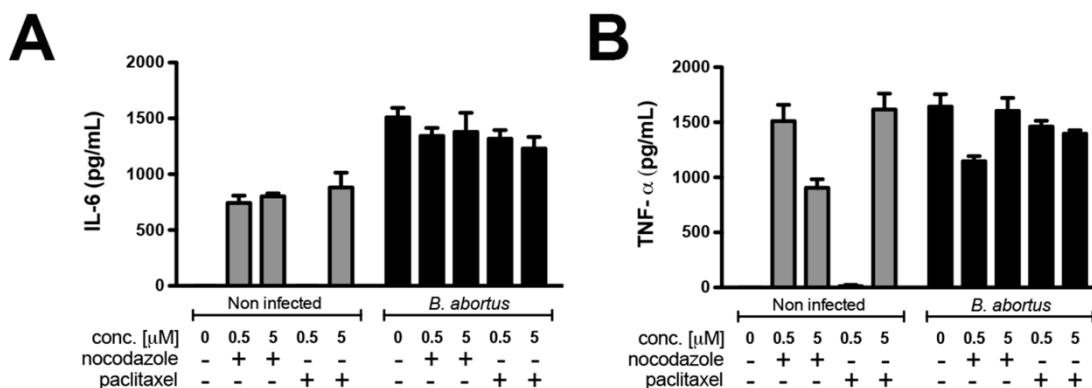 A
IL-6 (pg/mL)
2000
1500
1000
500
0
Non infected
B. abortus
conc. [μM] 0 0.5 5 0.5 5 0 0.5 5 0.5 5
nocodazole - + + - - - + + - -
paclitaxel - - - + + - - - + +
B
TNF- α (pg/mL)
2000
1500
1000
500
0
Non infected
B. abortus
conc. [μM] 0 0.5 5 0.5 5 0 0.5 5 0.5 5
nocodazole - + + - - - + + - -
paclitaxel - - - + + - - - + +